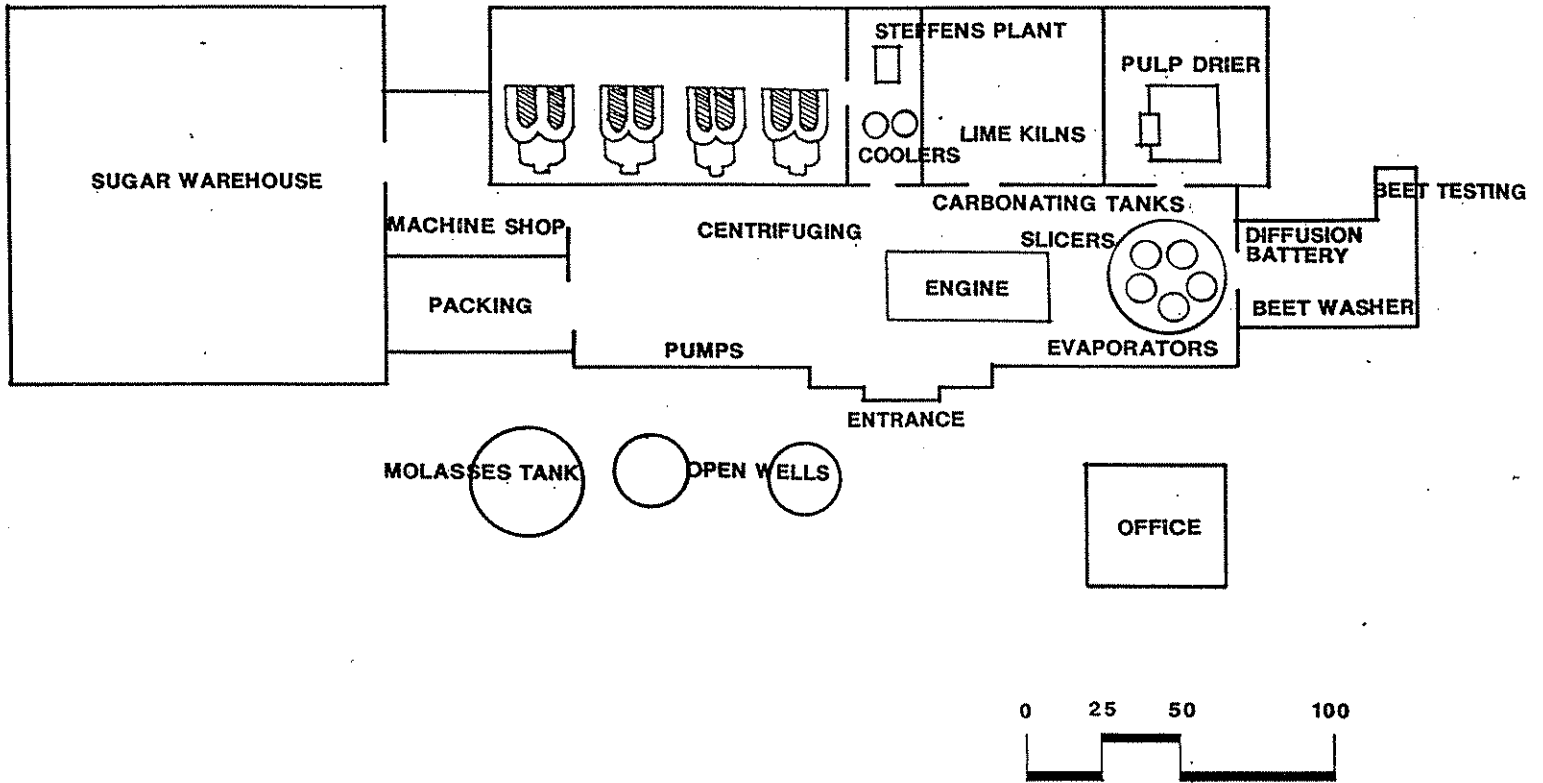 STEFFENS PLANT
PULP DRIER
LIME KILNS
COOLERS
SUGAR WAREHOUSE
BEET TESTING
CARBONATING TANKS
MACHINE SHOP
CENTRIFUGING
SLICERS
DIFFUSION
BATTERY
ENGINE
PACKING
BEET WASHER
PUMPS
EVAPORATORS
ENTRANCE
MOLASSES TANK
OPEN WELLS
OFFICE
0 25 50 100